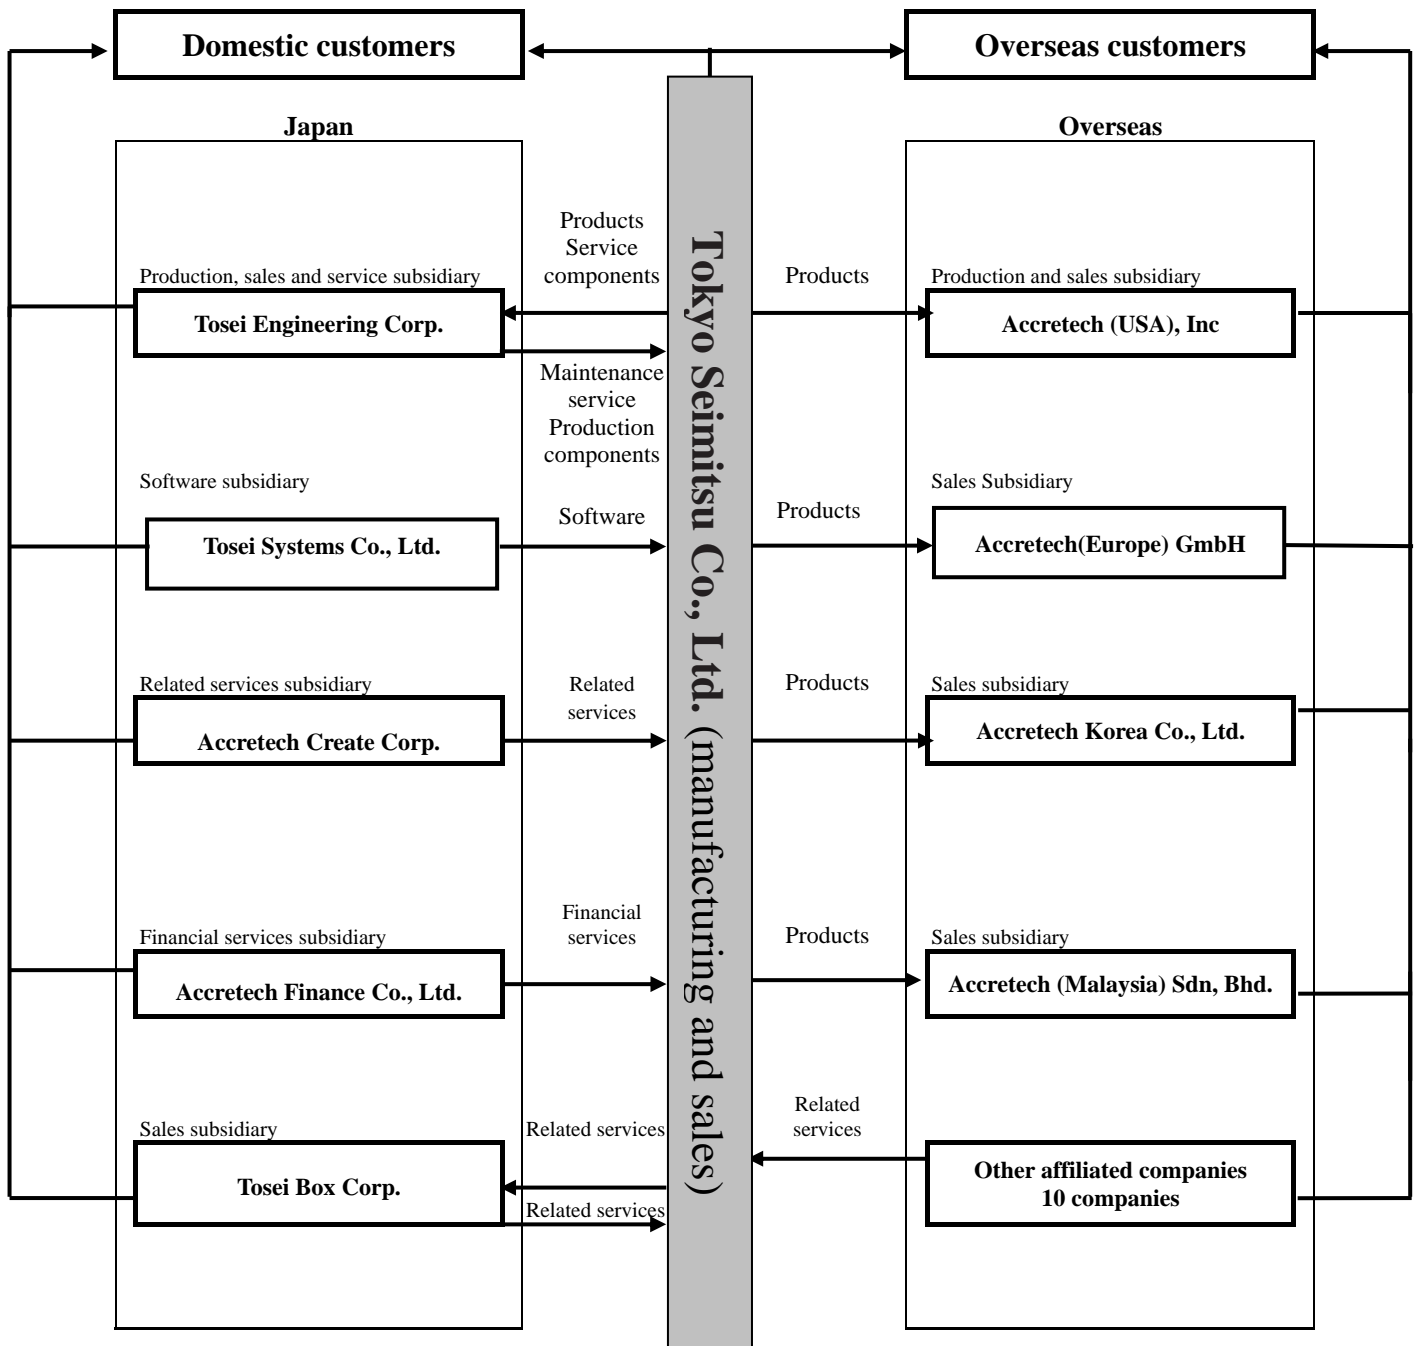 Domestic customers
Overseas customers
Japan
Overseas
Products
Service
components
Products
Production, sales and service subsidiary
Production and sales subsidiary
Tosei Engineering Corp.
Accretech (USA), Inc
Maintenance
service
Production
components
Software subsidiary
Sales Subsidiary
Software
Products
Tosei Systems Co., Ltd.
Accretech(Europe) GmbH
Tokyo Seimitsu Co., Ltd. (manufacturing and sales)
Related services subsidiary
Related
services
Products
Sales subsidiary
Accretech Create Corp.
Accretech Korea Co., Ltd.
Financial services subsidiary
Financial
services
Products
Sales subsidiary
Accretech Finance Co., Ltd.
Accretech (Malaysia) Sdn, Bhd.
Sales subsidiary
Related services
Related
services
Tosei Box Corp.
Related services
Other affiliated companies
10 companies